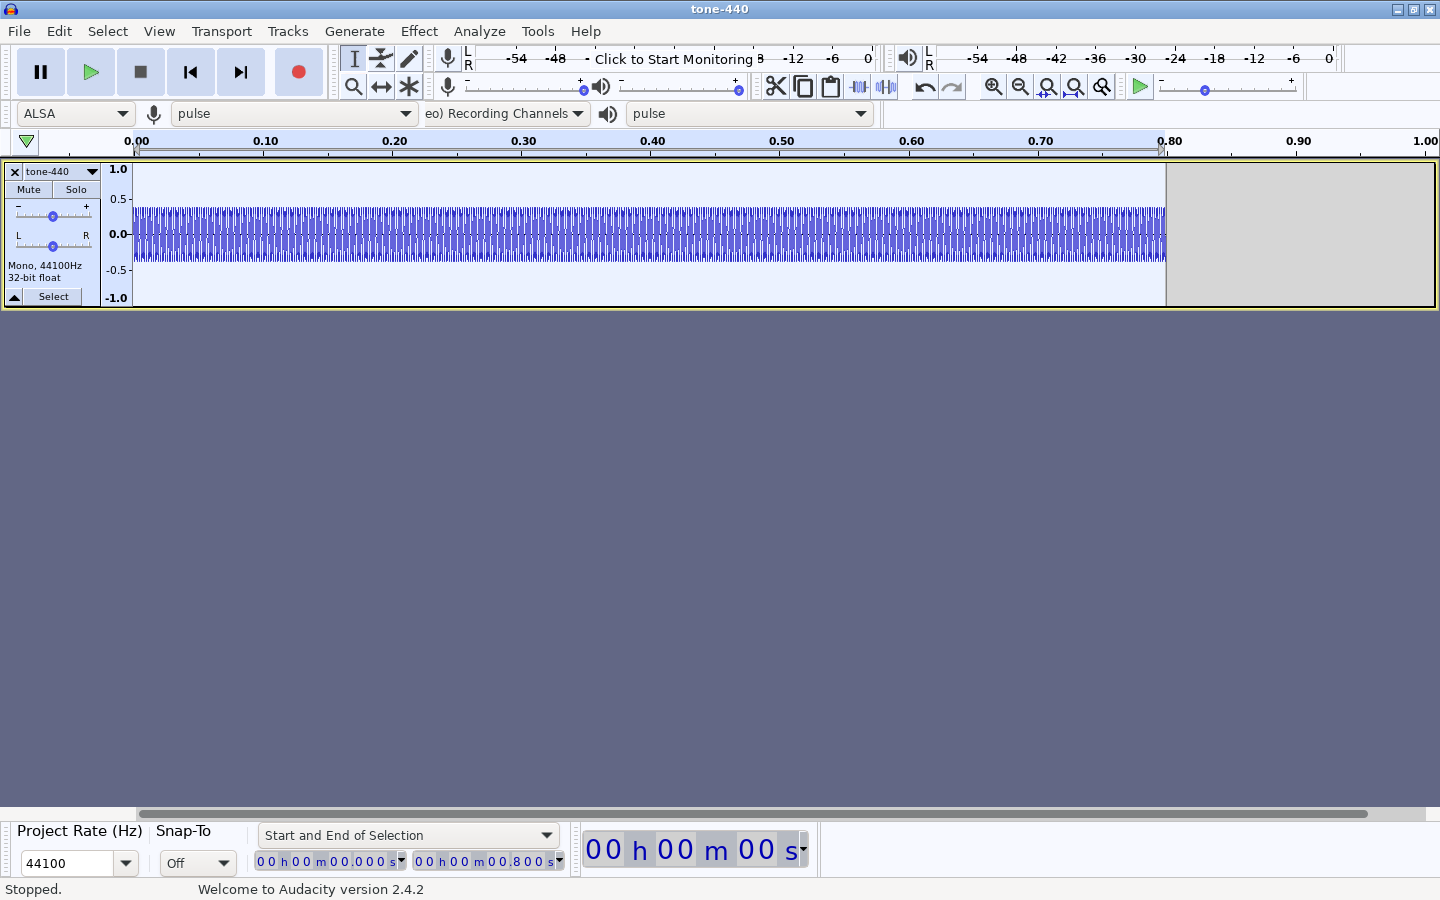 tone-440
File Edit Select View Transport Tracks Generate Effect Analyze Tools Help
L R -54 -48 - Click to Start Monitoring 8 -12 -6 0
L R -54 -48 -42 -36 -30 -24 -18 -12 -6 0
- + - + - +
ALSA pulse eo) Recording Channels pulse
0.00 0.10 0.20 0.30 0.40 0.50 0.60 0.70 0.80 0.90 1.00
tone-440
Mute Solo
- +
L R
Mono, 44100Hz
32-bit float
Select
1.0
0.5
0.0
-0.5
-1.0
Project Rate (Hz) Snap-To Start and End of Selection
44100 Off 00 h 00 m 00.000 s 00 h 00 m 00.800 s
00 h 00 m 00 s
Stopped. Welcome to Audacity version 2.4.2